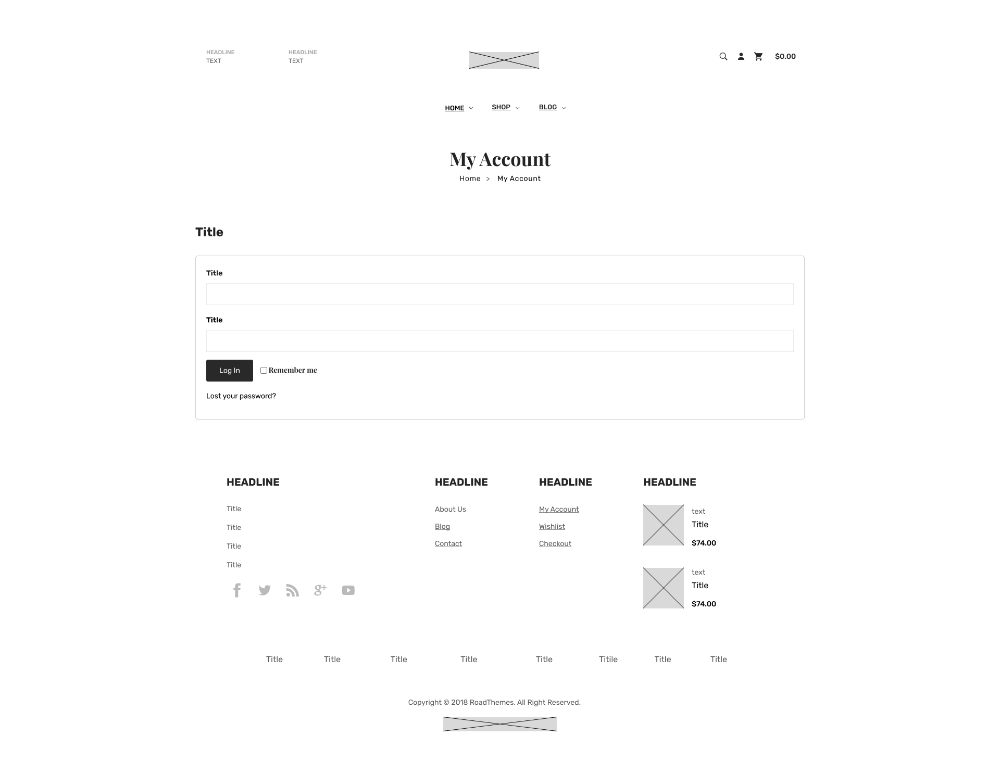 HEADLINE
TEXT
HEADLINE
TEXT
$0.00
HOME
SHOP
BLOG
My Account
Home > My Account
Title
Title
Title
Log In
Remember me
Lost your password?
HEADLINE
Title
Title
Title
Title
HEADLINE
About Us
Blog
Contact
HEADLINE
My Account
Wishlist
Checkout
HEADLINE
text
Title
$74.00
text
Title
$74.00
Title Title Title Title Title Titile Title Title
Copyright © 2018 RoadThemes. All Right Reserved.